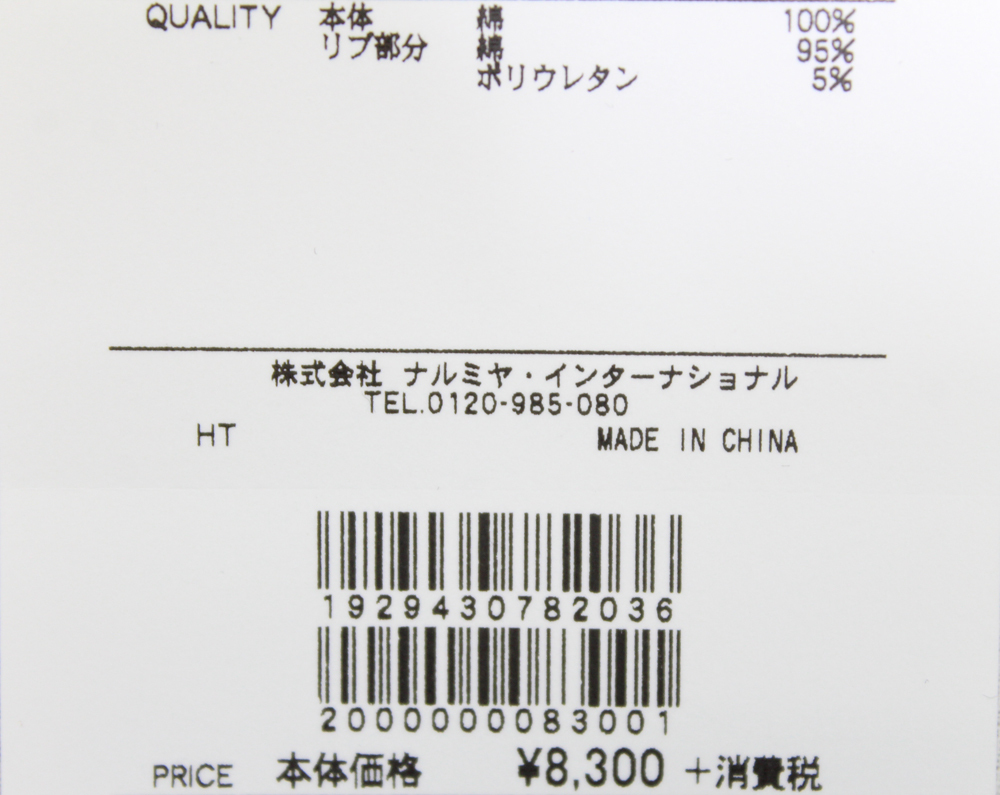 QUALITY 本体 綿 100%
リブ部分 綿 95%
ポリウレタン 5%
株式会社 ナルミヤ・インターナショナル
TEL.0120-985-080
HT MADE IN CHINA
1929430782036
2000000083001
PRICE 本体価格 ¥8,300 +消費税